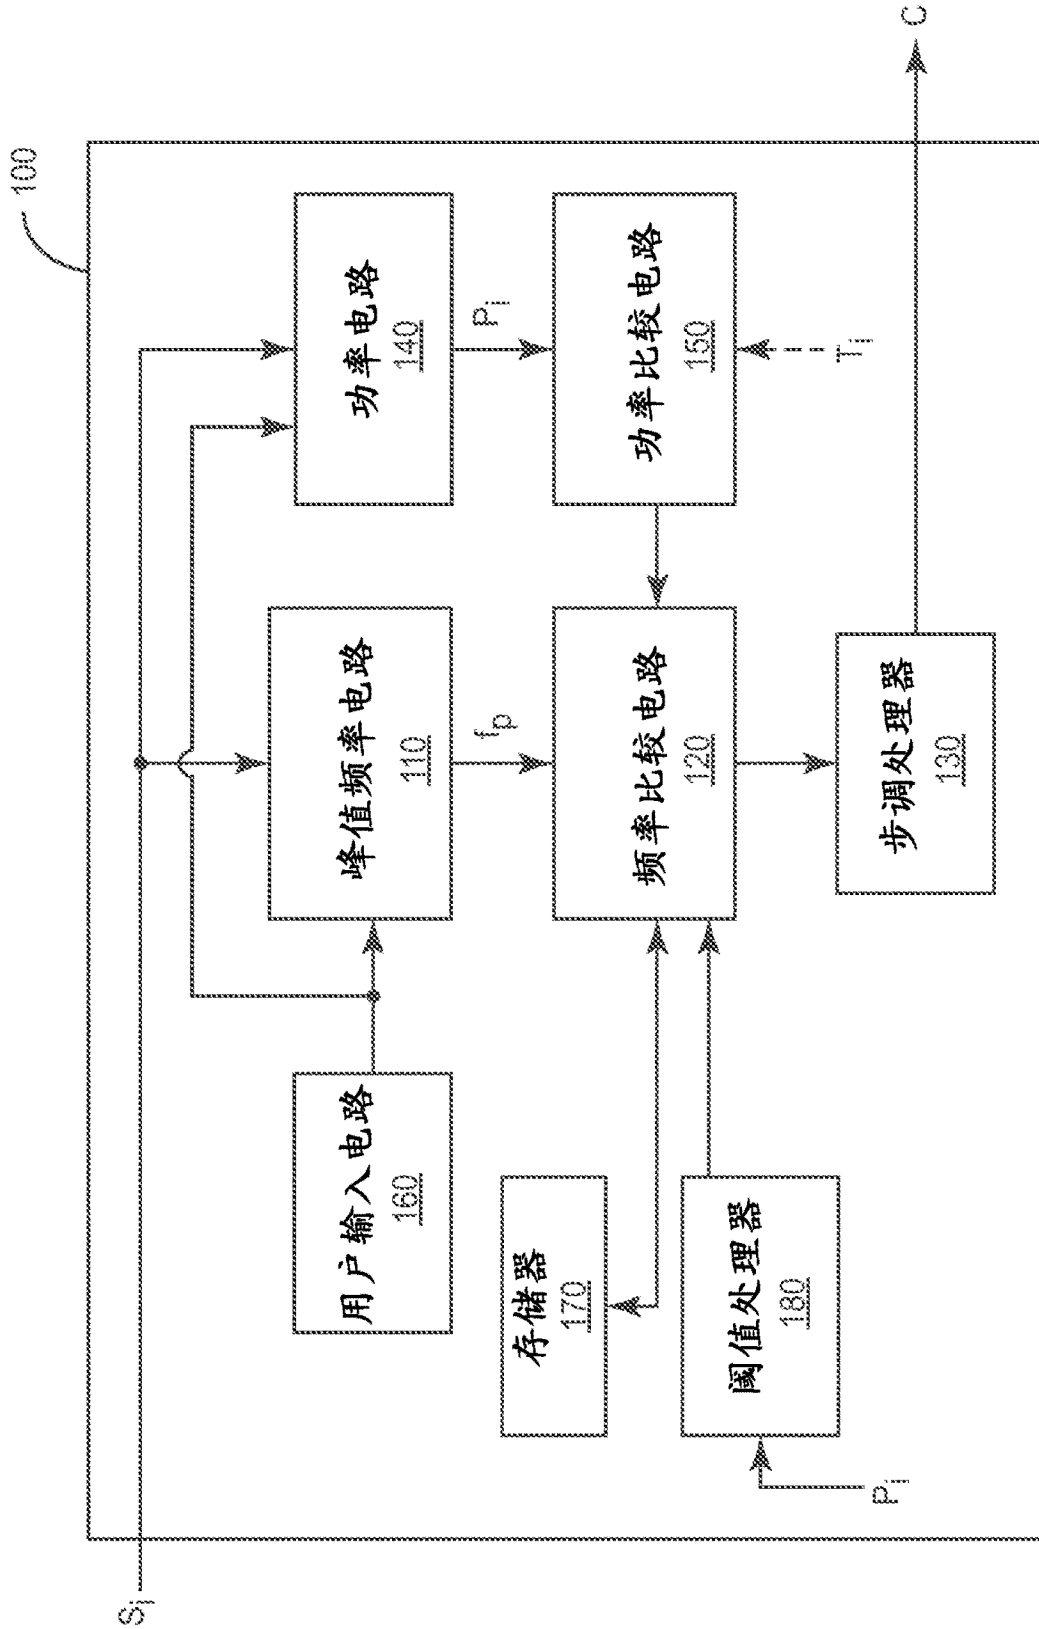 100
S_i
用户输入电路
160
峰值频率电路
110
功率电路
140
f_p
P_i
存储器
170
频率比较电路
120
功率比较电路
150
阈值处理器
180
T_i
P_i
步调处理器
130
C